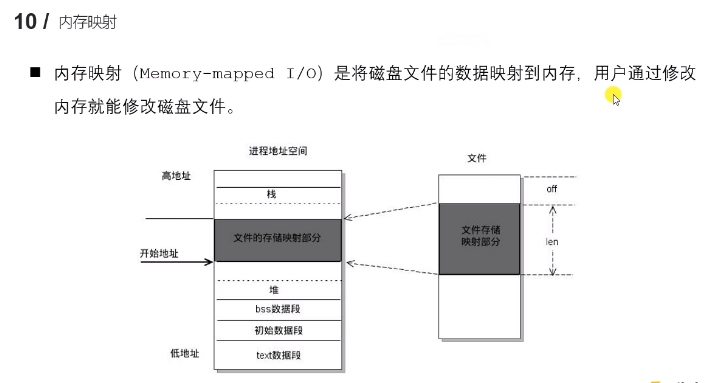 10 / 内存映射
■ 内存映射（Memory-mapped I/O）是将磁盘文件的数据映射到内存，用户通过修改
内存就能修改磁盘文件。
进程地址空间
文件
高地址
栈
off
文件的存储映射部分
文件存储
映射部分
len
开始地址
堆
bss数据段
初始数据段
低地址
text数据段